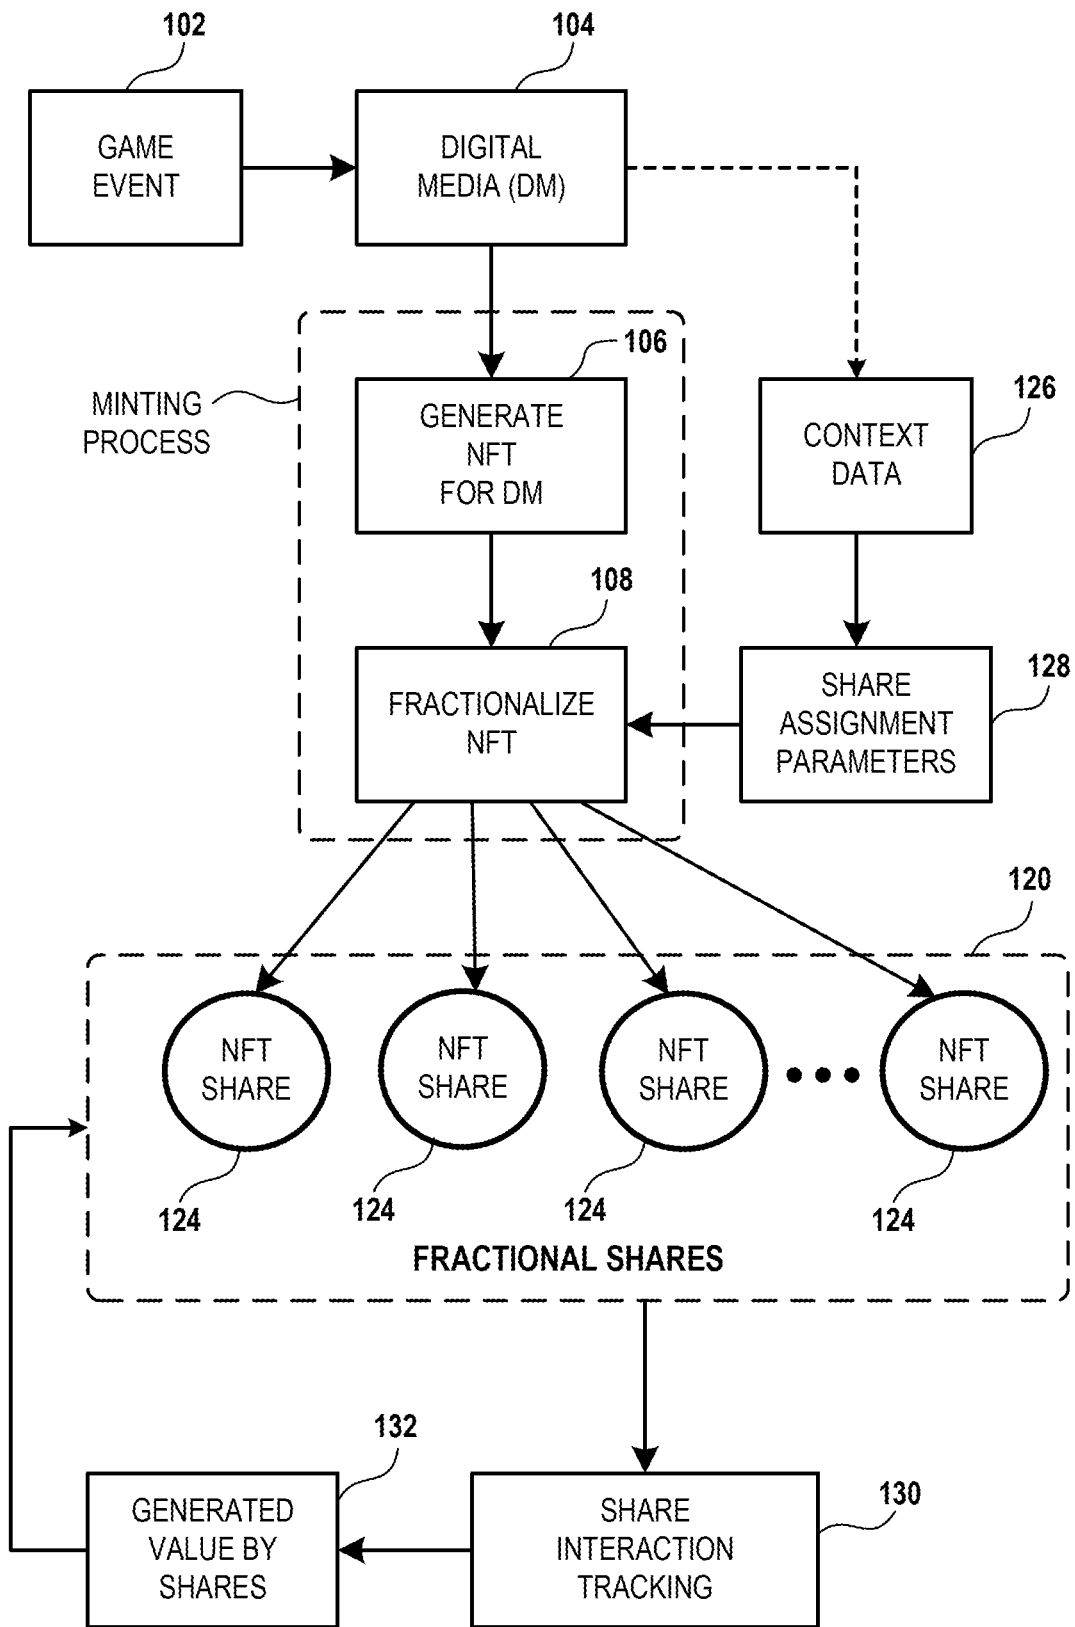 102
104
GAME
EVENT
DIGITAL
MEDIA (DM)
106
MINTING
PROCESS
GENERATE
NFT
FOR DM
126
CONTEXT
DATA
108
FRACTIONALIZE
NFT
128
SHARE
ASSIGNMENT
PARAMETERS
120
NFT
SHARE
NFT
SHARE
NFT
SHARE
NFT
SHARE
124
124
124
124
FRACTIONAL SHARES
132
GENERATED
VALUE BY
SHARES
130
SHARE
INTERACTION
TRACKING